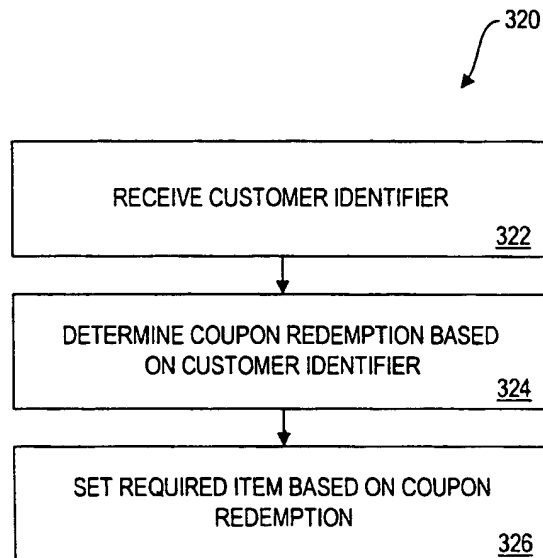 320
RECEIVE CUSTOMER IDENTIFIER
322
DETERMINE COUPON REDEMPTION BASED
ON CUSTOMER IDENTIFIER
324
SET REQUIRED ITEM BASED ON COUPON
REDEMPTION
326